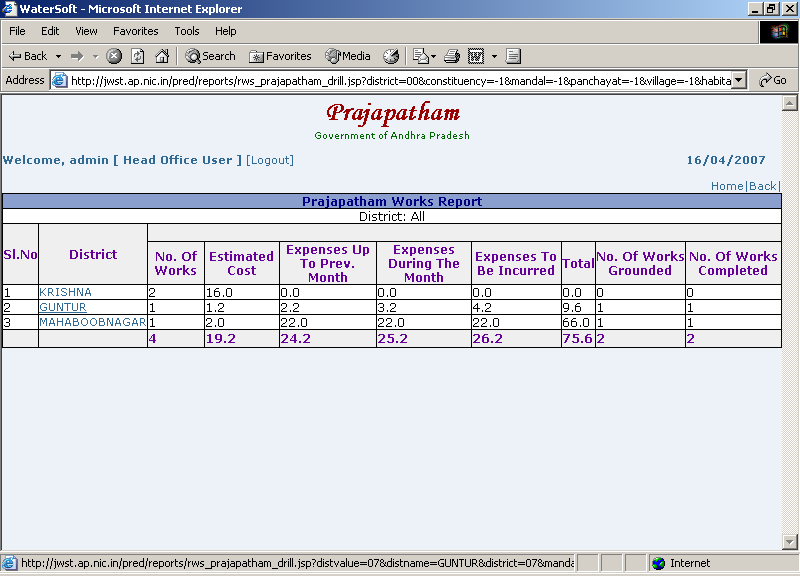 WaterSoft - Microsoft Internet Explorer
File Edit View Favorites Tools Help
Back Search Favorites Media
Address http://jwst.ap.nic.in/pred/reports/rws_prajapatham_drill.jsp?district=00&constituency=-1&mandal=-1&panchayat=-1&village=-1&habita Go
Prajapatham
Government of Andhra Pradesh
Welcome, admin [ Head Office User ] [Logout] 16/04/2007
Home|Back|
Prajapatham Works Report
District: All
Sl.No District No. Of Works Estimated Cost Expenses Up To Prev. Month Expenses During The Month Expenses To Be Incurred Total No. Of Works Grounded No. Of Works Completed
1 KRISHNA 2 16.0 0.0 0.0 0.0 0.0 0 0
2 GUNTUR 1 1.2 2.2 3.2 4.2 9.6 1 1
3 MAHABOOBNAGAR 1 2.0 22.0 22.0 22.0 66.0 1 1
4 19.2 24.2 25.2 26.2 75.6 2 2
http://jwst.ap.nic.in/pred/reports/rws_prajapatham_drill.jsp?distvalue=07&distname=GUNTUR&district=07&manda Internet